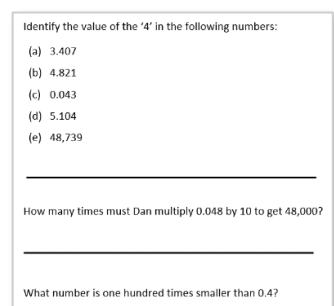 Identify the value of the ‘4’ in the following numbers:
(a) 3.407
(b) 4.821
(c) 0.043
(d) 5.104
(e) 48,739
How many times must Dan multiply 0.048 by 10 to get 48,000?
What number is one hundred times smaller than 0.4?